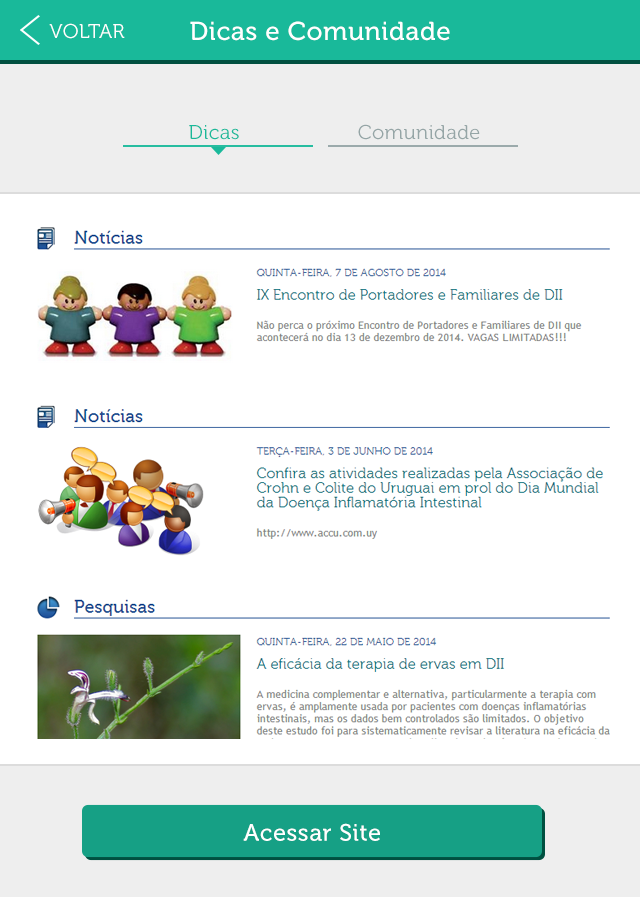 VOLTAR
Dicas e Comunidade
Dicas
Comunidade
Notícias
QUINTA-FEIRA, 7 DE AGOSTO DE 2014
IX Encontro de Portadores e Familiares de DII
Não perca o próximo Encontro de Portadores e Familiares de DII que
acontecerá no dia 13 de dezembro de 2014. VAGAS LIMITADAS!!!
Notícias
TERÇA-FEIRA, 3 DE JUNHO DE 2014
Confira as atividades realizadas pela Associação de
Crohn e Colite do Uruguai em prol do Dia Mundial
da Doença Inflamatória Intestinal
http://www.accu.com.uy
Pesquisas
QUINTA-FEIRA, 22 DE MAIO DE 2014
A eficácia da terapia de ervas em DII
A medicina complementar e alternativa, particularmente a terapia com
ervas, é amplamente usada por pacientes com doenças inflamatórias
intestinais, mas os dados bem controlados são limitados. O objetivo
deste estudo foi para sistematicamente revisar a literatura na eficácia da
Acessar Site